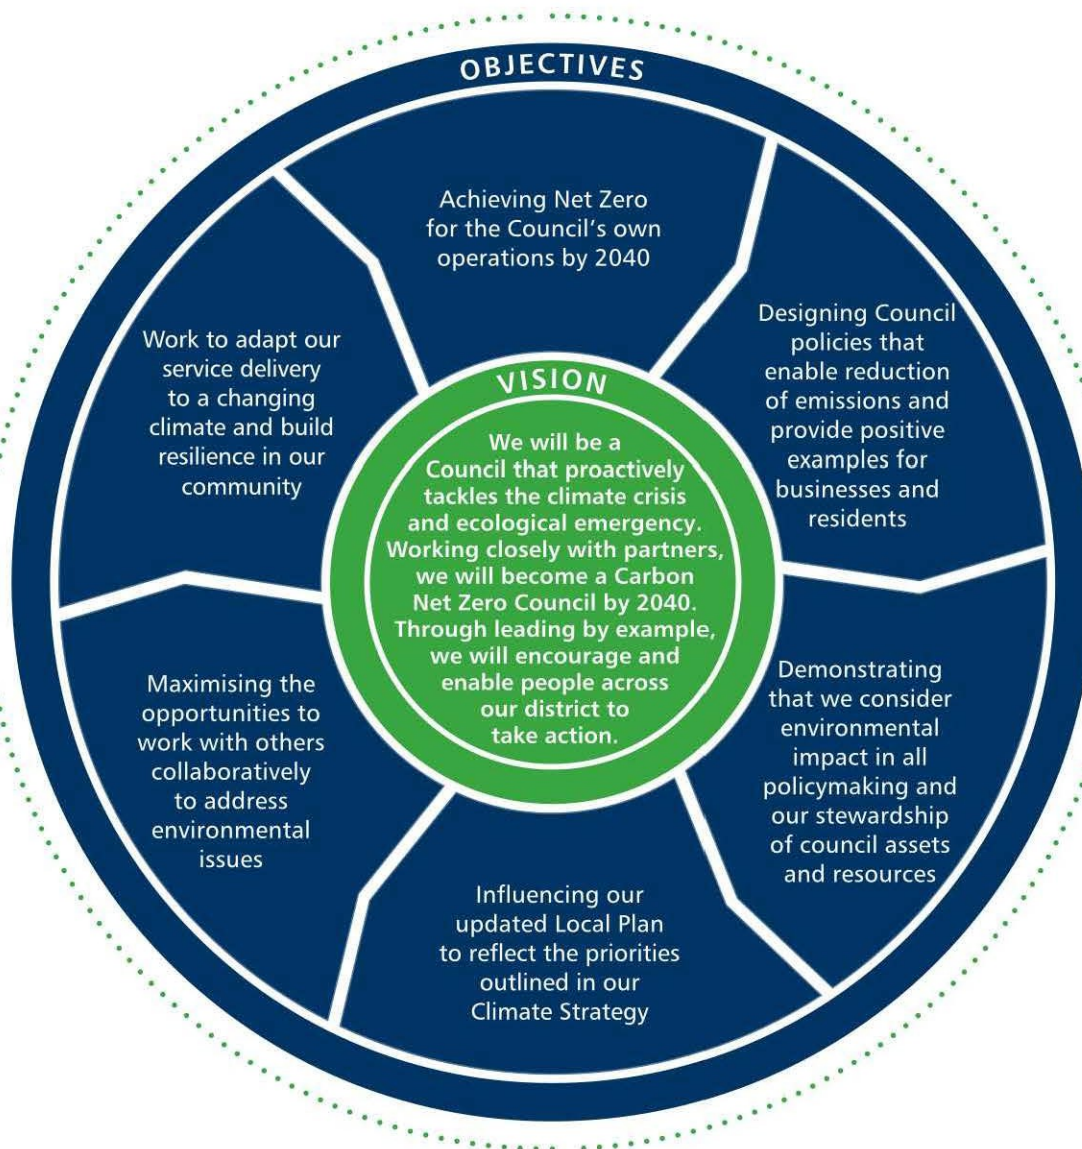 OBJECTIVES
Achieving Net Zero
for the Council's own
operations by 2040
Designing Council
policies that
enable reduction
of emissions and
provide positive
examples for
businesses and
residents
Demonstrating
that we consider
environmental
impact in all
policymaking and
our stewardship
of council assets
and resources
Influencing our
updated Local Plan
to reflect the priorities
outlined in our
Climate Strategy
Maximising the
opportunities to
work with others
collaboratively
to address
environmental
issues
Work to adapt our
service delivery
to a changing
climate and build
resilience in our
community
VISION
We will be a
Council that proactively
tackles the climate crisis
and ecological emergency.
Working closely with partners,
we will become a Carbon
Net Zero Council by 2040.
Through leading by example,
we will encourage and
enable people across
our district to
take action.